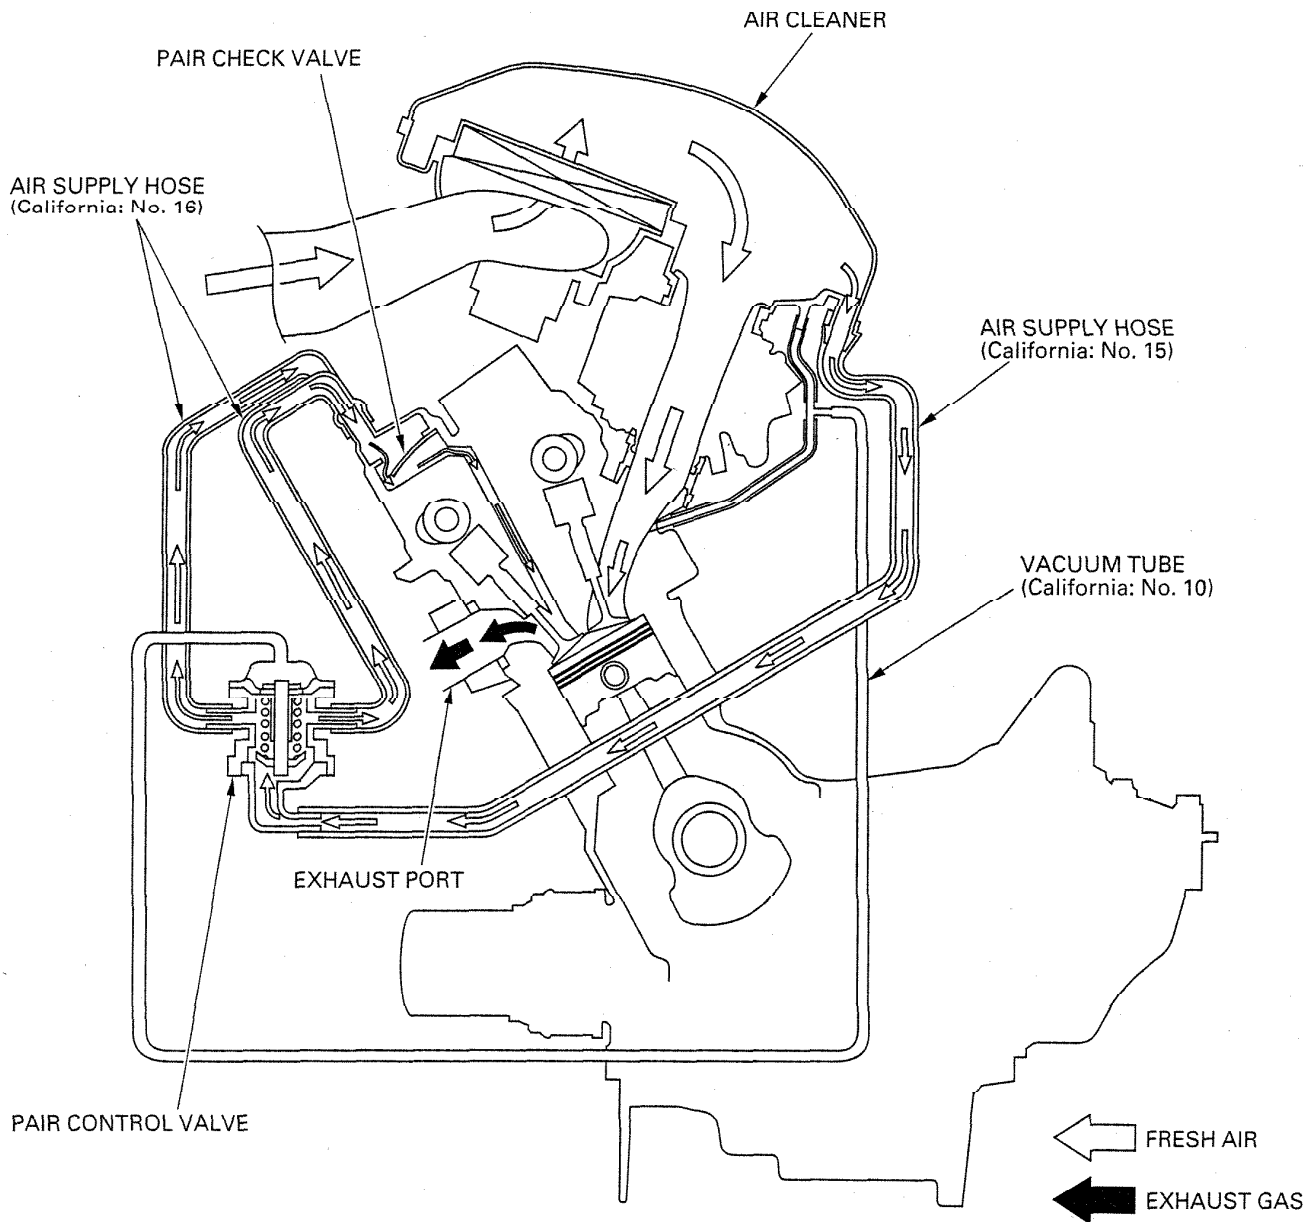 AIR CLEANER
PAIR CHECK VALVE
AIR SUPPLY HOSE
(California: No. 16)
AIR SUPPLY HOSE
(California: No. 15)
VACUUM TUBE
(California: No. 10)
EXHAUST PORT
PAIR CONTROL VALVE
FRESH AIR
EXHAUST GAS